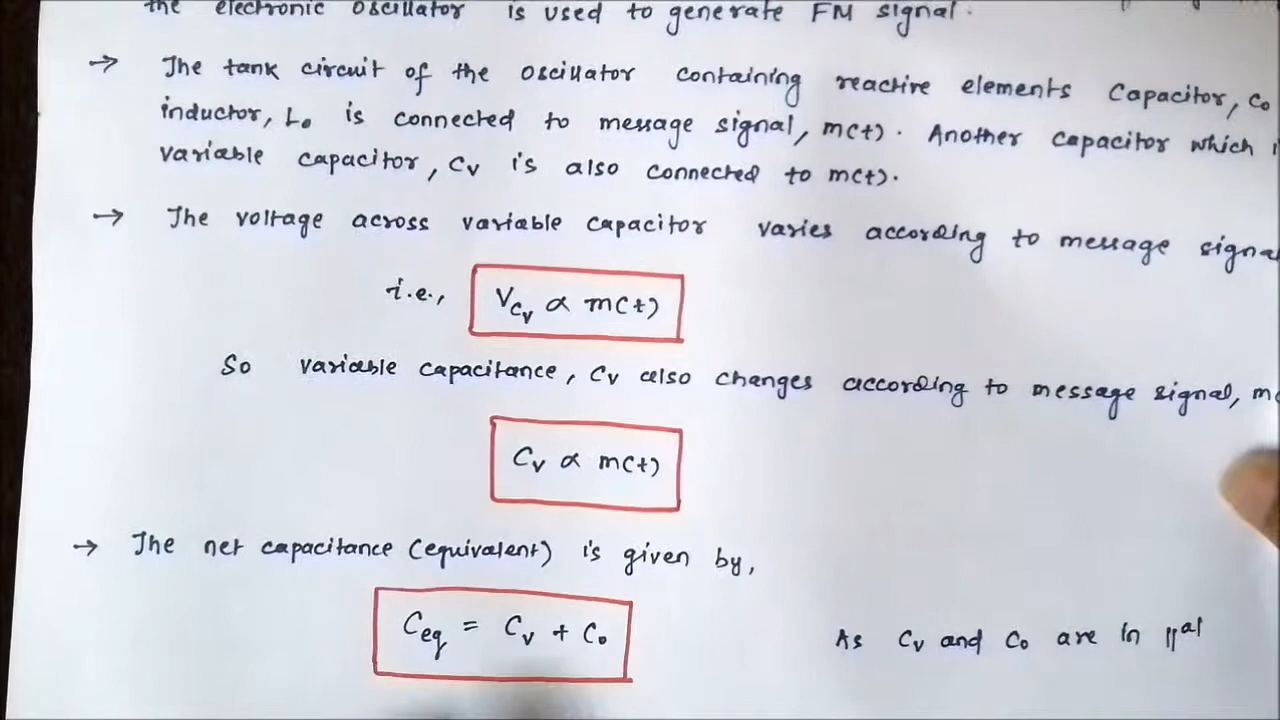 the electronic oscillator is used to generate FM signal.
→ The tank circuit of the oscillator containing reactive elements Capacitor, C₀
inductor, L₀ is connected to message signal, m(t). Another capacitor which
variable capacitor, Cᵥ is also connected to m(t).
→ The voltage across variable capacitor varies according to message signal
i.e., V_Cᵥ ∝ m(t)
So variable capacitance, Cᵥ also changes according to message signal,
Cᵥ ∝ m(t)
→ The net capacitance (equivalent) is given by,
Ceq = Cᵥ + C₀ As Cᵥ and C₀ are in ||al